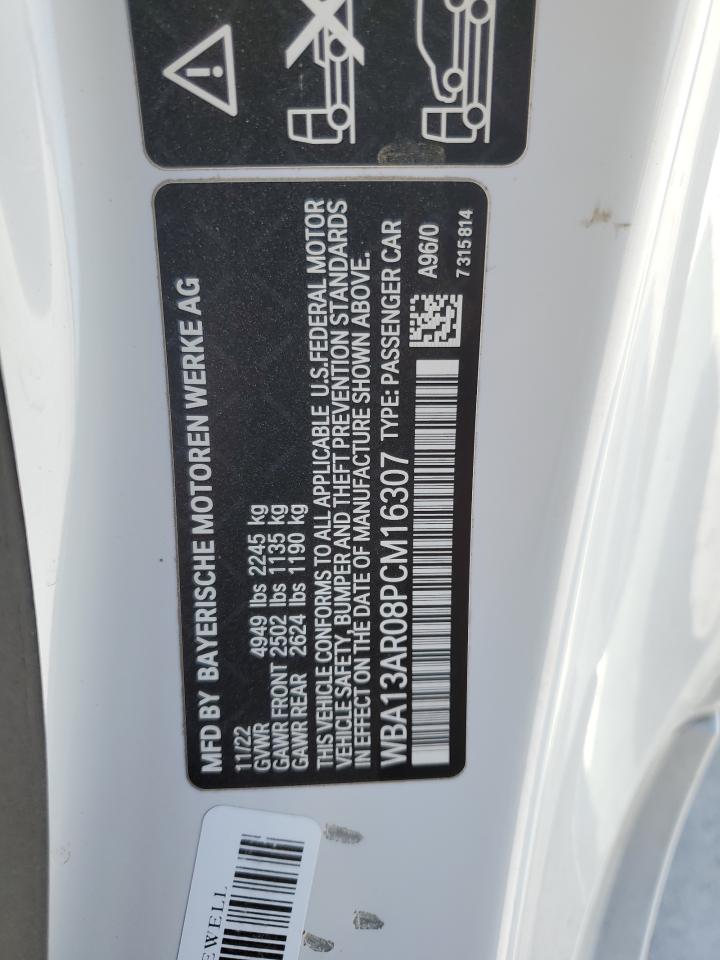 MFD BY BAYERISCHE MOTOREN WERKE AG
11/22
GVWR 4949 lbs 2245 kg
GAWR FRONT 2502 lbs 1135 kg
GAWR REAR 2624 lbs 1190 kg
THIS VEHICLE CONFORMS TO ALL APPLICABLE U.S.FEDERAL MOTOR
VEHICLE SAFETY, BUMPER AND THEFT PREVENTION STANDARDS
IN EFFECT ON THE DATE OF MANUFACTURE SHOWN ABOVE.
WBA13AR08PCM16307 TYPE: PASSENGER CAR
A96/0
7 315 814
EWELL